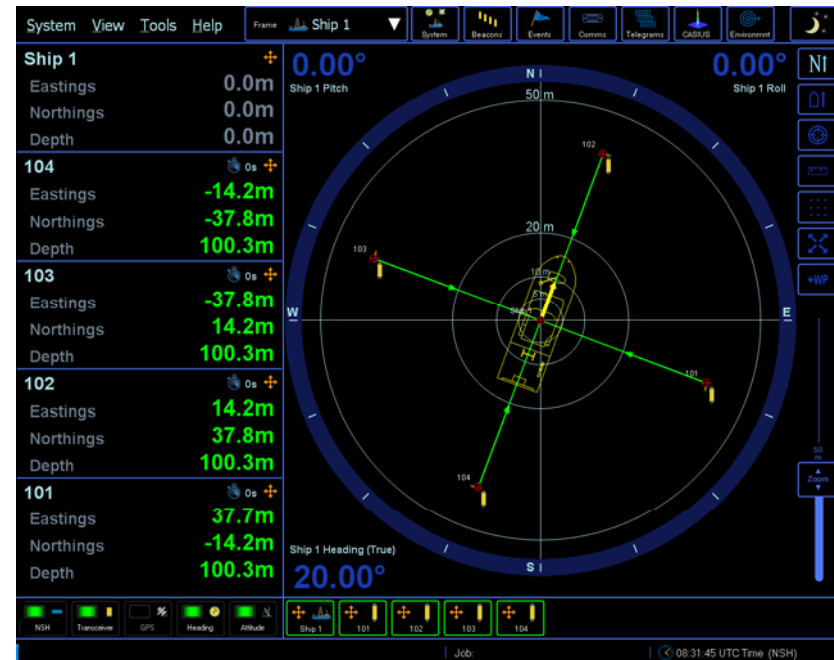 System View Tools Help Frame Ship 1 System Beacons Events Comms Telegrams CASIUS Environmnt
Ship 1
Eastings 0.0m
Northings 0.0m
Depth 0.0m
104 0s
Eastings -14.2m
Northings -37.8m
Depth 100.3m
103 0s
Eastings -37.8m
Northings 14.2m
Depth 100.3m
102 0s
Eastings 14.2m
Northings 37.8m
Depth 100.3m
101 0s
Eastings 37.7m
Northings -14.2m
Depth 100.3m
0.00°
Ship 1 Pitch
0.00°
Ship 1 Roll
N
50 m
102
20 m
103
10 m
5 m
Ship 1
W
E
101
104
S
Ship 1 Heading (True)
20.00°
N
+WP
50
m
Zoom
NSH Transceiver GPS Heading Attitude Ship 1 101 102 103 104
Job: 08:31:45 UTC Time (NSH)